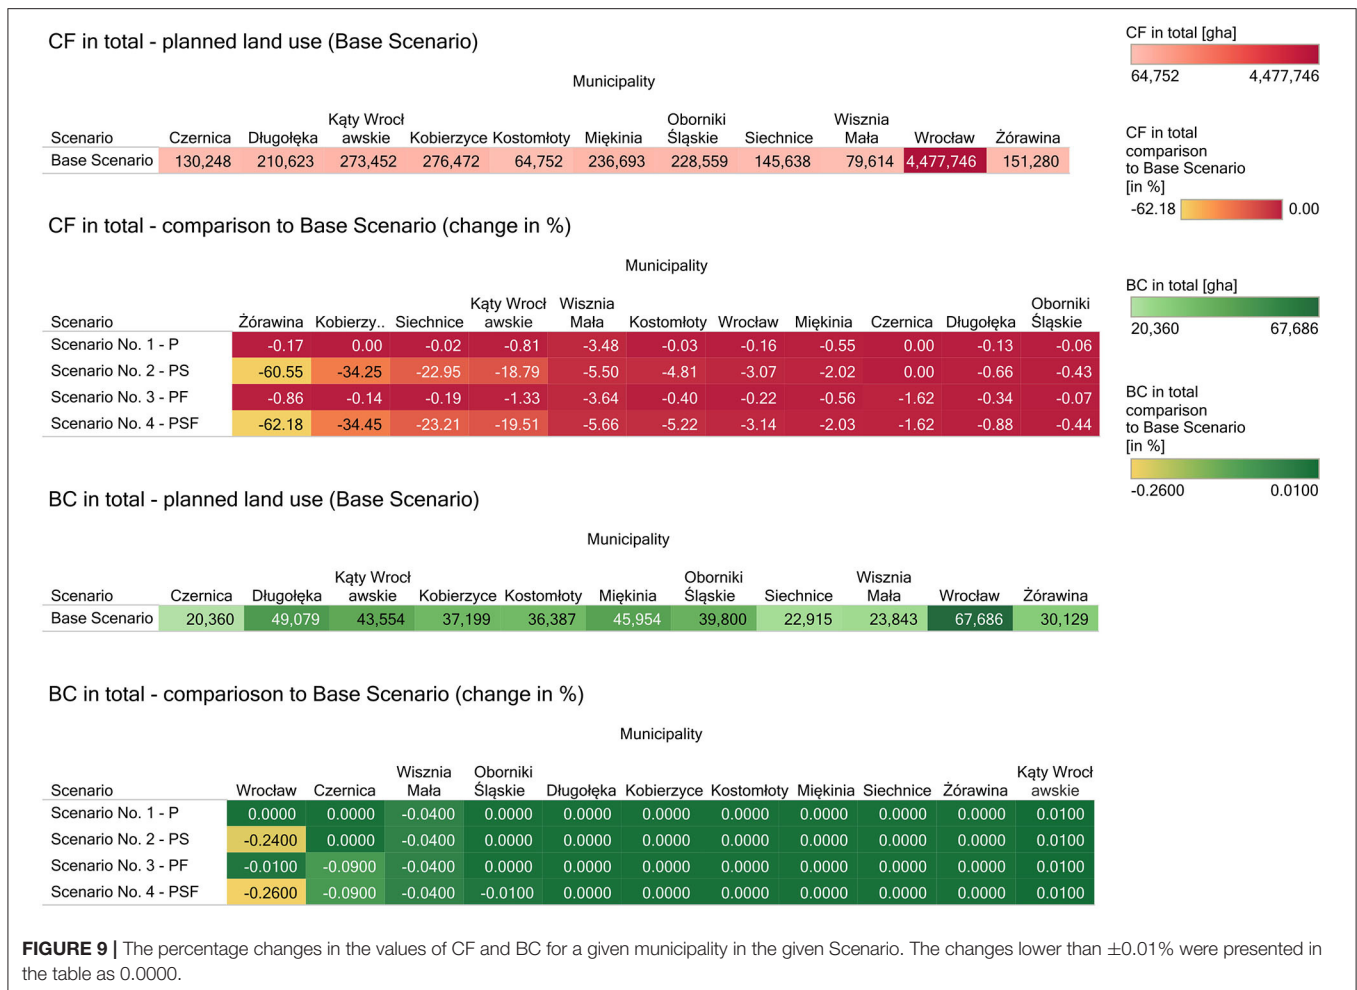 CF in total - planned land use (Base Scenario)
Municipality
Scenario Czernica Długołęka Kąty Wrocł awskie Kobierzyce Kostomłoty Miękinia Oborniki Śląskie Siechnice Wisznia Mała Wrocław Żórawina
Base Scenario 130,248 210,623 273,452 276,472 64,752 236,693 228,559 145,638 79,614 4,477,746 151,280
CF in total - comparison to Base Scenario (change in %)
Municipality
Scenario Żórawina Kobierzy.. Siechnice Kąty Wrocł awskie Wisznia Mała Kostomłoty Wrocław Miękinia Czernica Długołęka Oborniki Śląskie
Scenario No. 1 - P -0.17 0.00 -0.02 -0.81 -3.48 -0.03 -0.16 -0.55 0.00 -0.13 -0.06
Scenario No. 2 - PS -60.55 -34.25 -22.95 -18.79 -5.50 -4.81 -3.07 -2.02 0.00 -0.66 -0.43
Scenario No. 3 - PF -0.86 -0.14 -0.19 -1.33 -3.64 -0.40 -0.22 -0.56 -1.62 -0.34 -0.07
Scenario No. 4 - PSF -62.18 -34.45 -23.21 -19.51 -5.66 -5.22 -3.14 -2.03 -1.62 -0.88 -0.44
BC in total - planned land use (Base Scenario)
Municipality
Scenario Czernica Długołęka Kąty Wrocł awskie Kobierzyce Kostomłoty Miękinia Oborniki Śląskie Siechnice Wisznia Mała Wrocław Żórawina
Base Scenario 20,360 49,079 43,554 37,199 36,387 45,954 39,800 22,915 23,843 67,686 30,129
BC in total - comparioson to Base Scenario (change in %)
Municipality
Scenario Wrocław Czernica Wisznia Mała Oborniki Śląskie Długołęka Kobierzyce Kostomłoty Miękinia Siechnice Żórawina Kąty Wrocł awskie
Scenario No. 1 - P 0.0000 0.0000 -0.0400 0.0000 0.0000 0.0000 0.0000 0.0000 0.0000 0.0000 0.0100
Scenario No. 2 - PS -0.2400 0.0000 -0.0400 0.0000 0.0000 0.0000 0.0000 0.0000 0.0000 0.0000 0.0100
Scenario No. 3 - PF -0.0100 -0.0900 -0.0400 0.0000 0.0000 0.0000 0.0000 0.0000 0.0000 0.0000 0.0100
Scenario No. 4 - PSF -0.2600 -0.0900 -0.0400 -0.0100 0.0000 0.0000 0.0000 0.0000 0.0000 0.0000 0.0100
CF in total [gha]
64,752 4,477,746
CF in total
comparison
to Base Scenario
[in %]
-62.18 0.00
BC in total [gha]
20,360 67,686
BC in total
comparison
to Base Scenario
[in %]
-0.2600 0.0100
FIGURE 9 | The percentage changes in the values of CF and BC for a given municipality in the given Scenario. The changes lower than ±0.01% were presented in
the table as 0.0000.